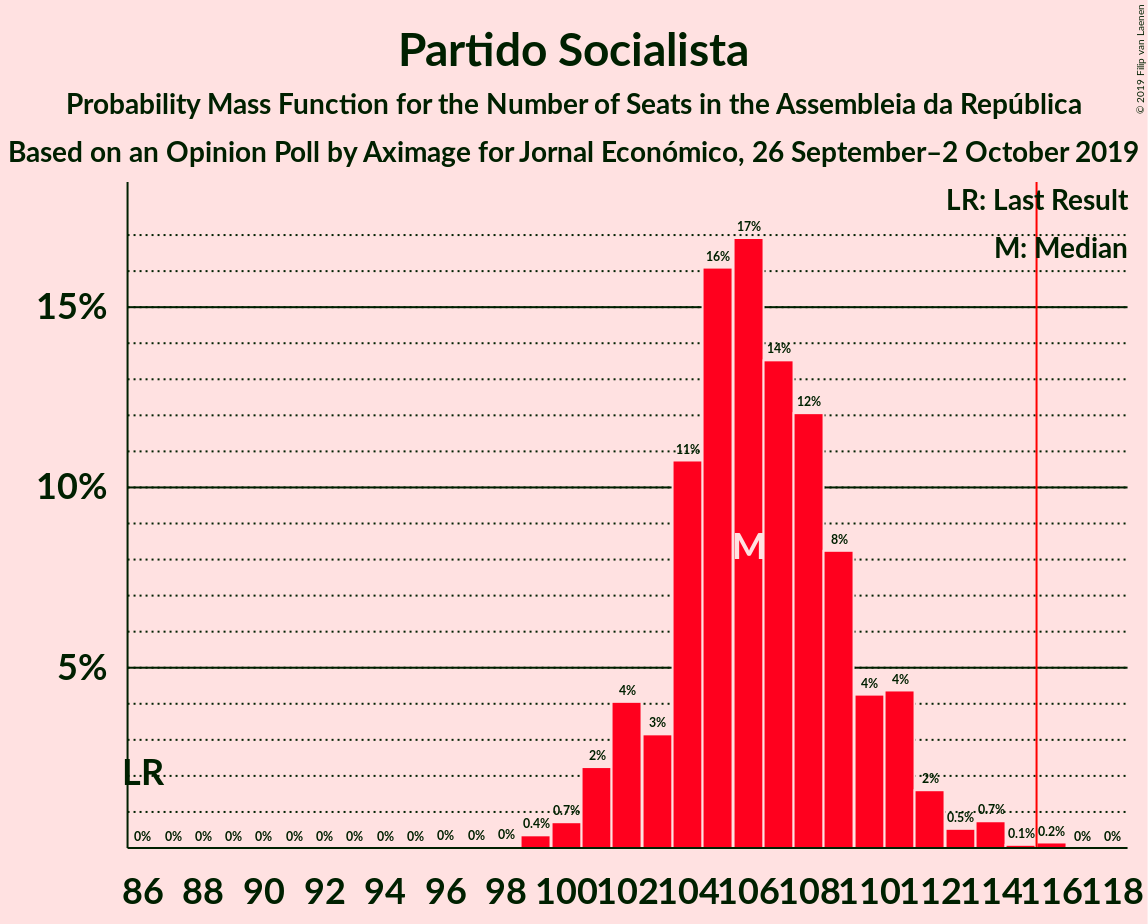 Partido Socialista
Probability Mass Function for the Number of Seats in the Assembleia da República
Based on an Opinion Poll by Aximage for Jornal Económico, 26 September–2 October 2019
© 2019 Filip van Laenen
LR: Last Result
M: Median
15%
10%
5%
LR
M
0% 0% 0% 0% 0% 0% 0% 0% 0% 0% 0% 0% 0% 0.4% 0.7% 2% 4% 3% 11% 16% 17% 14% 12% 8% 4% 4% 2% 0.5% 0.7% 0.1% 0.2% 0% 0%
86 88 90 92 94 96 98 100 102 104 106 108 110 112 114 116 118